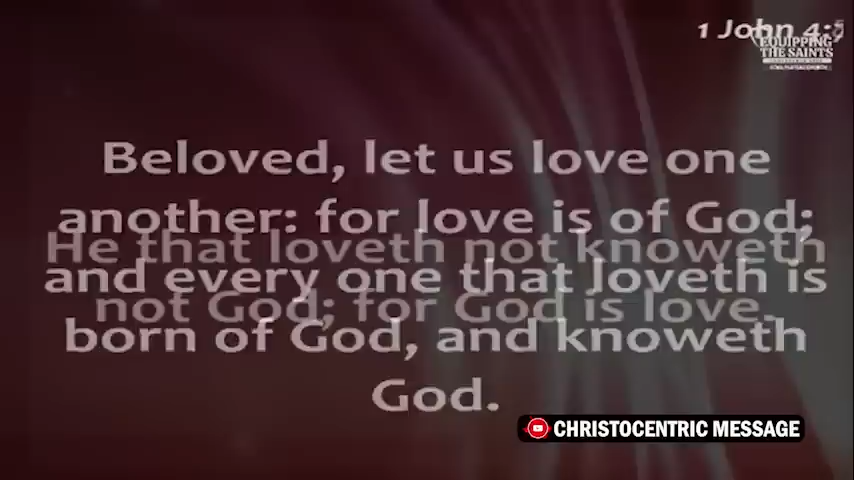 1 John 4:
EQUIPPING
THE SAINTS
Beloved, let us love one
another: for love is of God;
and every one that loveth is
born of God, and knoweth
God.
He that loveth not knoweth
not God; for God is love.
CHRISTOCENTRIC MESSAGE